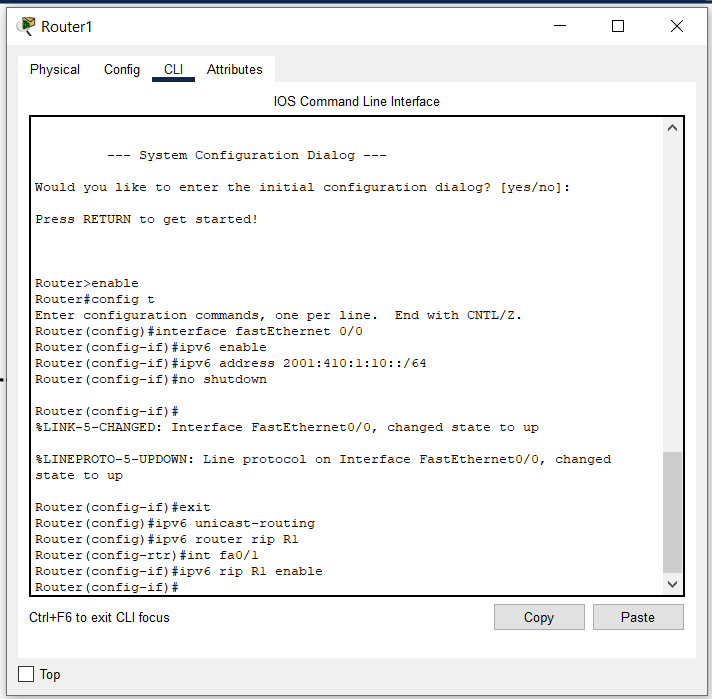 Router1
Physical Config CLI Attributes
IOS Command Line Interface
--- System Configuration Dialog ---
Would you like to enter the initial configuration dialog? [yes/no]:
Press RETURN to get started!
Router>enable
Router#config t
Enter configuration commands, one per line.  End with CNTL/Z.
Router(config)#interface fastEthernet 0/0
Router(config-if)#ipv6 enable
Router(config-if)#ipv6 address 2001:410:1:10::/64
Router(config-if)#no shutdown
Router(config-if)#
%LINK-5-CHANGED: Interface FastEthernet0/0, changed state to up
%LINEPROTO-5-UPDOWN: Line protocol on Interface FastEthernet0/0, changed
state to up
Router(config-if)#exit
Router(config)#ipv6 unicast-routing
Router(config)#ipv6 router rip R1
Router(config-rtr)#int fa0/1
Router(config-if)#ipv6 rip R1 enable
Router(config-if)#
Ctrl+F6 to exit CLI focus
Copy Paste
Top